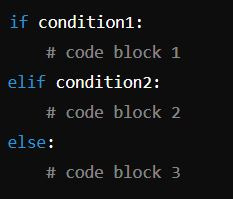 if condition1:
    # code block 1
elif condition2:
    # code block 2
else:
    # code block 3